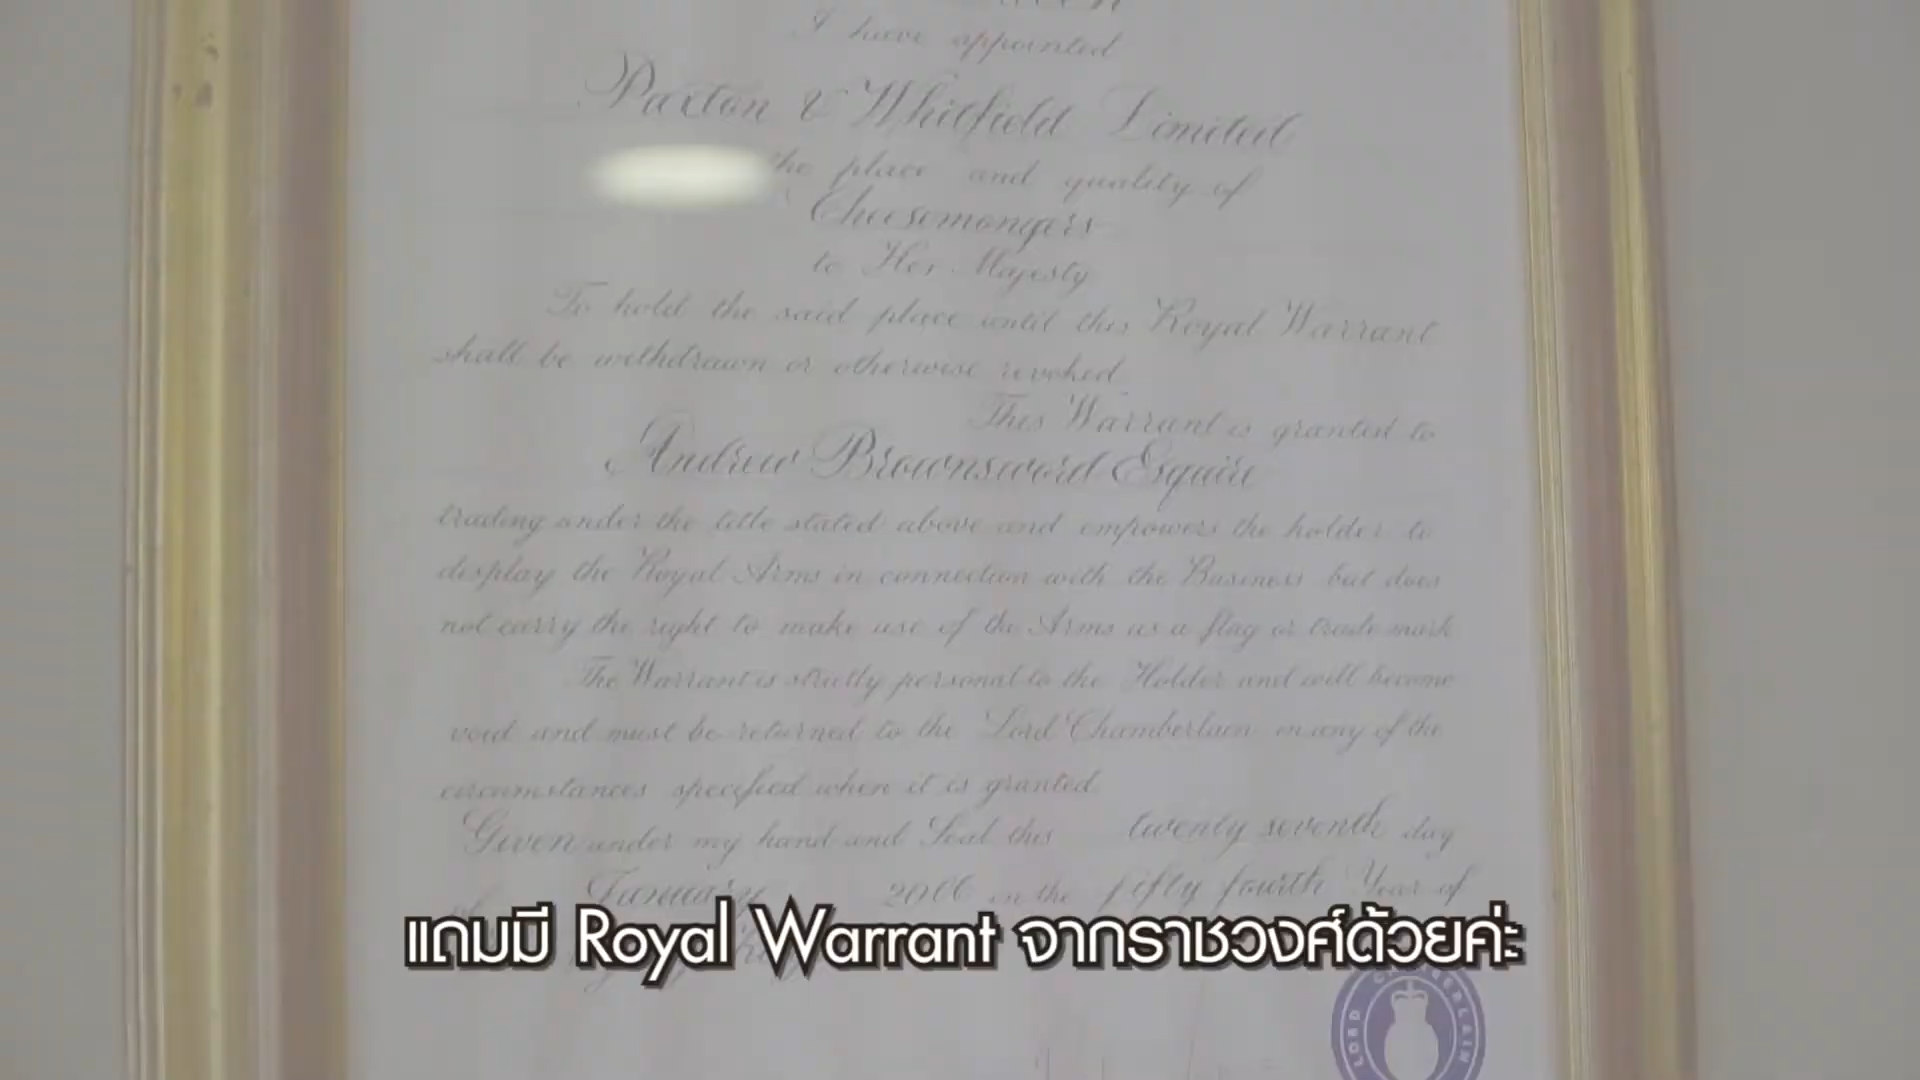 I have appointed
Paxton & Whitfield Limited
the place and quality of
Cheesemongers
to Her Majesty
To hold the said place until this Royal Warrant
shall be withdrawn or otherwise revoked
This Warrant is granted to
Andrew Brownsword Esquire
trading under the title stated above and empowers the holder to
display the Royal Arms in connection with the Business but does
not carry the right to make use of the Arms as a flag or trade mark
The Warrant is strictly personal to the Holder and will become
void and must be returned to the Lord Chamberlain in any of the
circumstances specified when it is granted
Given under my hand and Seal this twenty seventh day
of January 2006 in the fifty fourth Year of
แถมมี Royal Warrant จากราชวงศ์ด้วยค่ะ
LORD CHAMBERLAIN